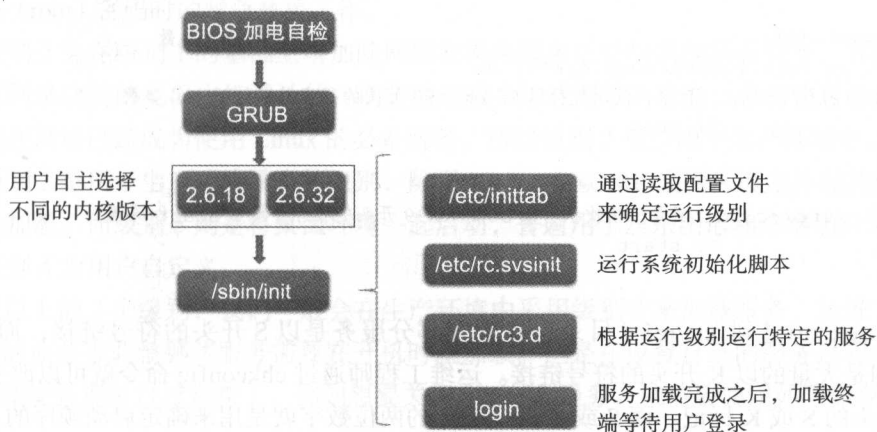 BIOS 加电自检
GRUB
用户自主选择
不同的内核版本
2.6.18
2.6.32
/sbin/init
/etc/inittab
通过读取配置文件
来确定运行级别
/etc/rc.svsinit
运行系统初始化脚本
/etc/rc3.d
根据运行级别运行特定的服务
login
服务加载完成之后，加载终
端等待用户登录